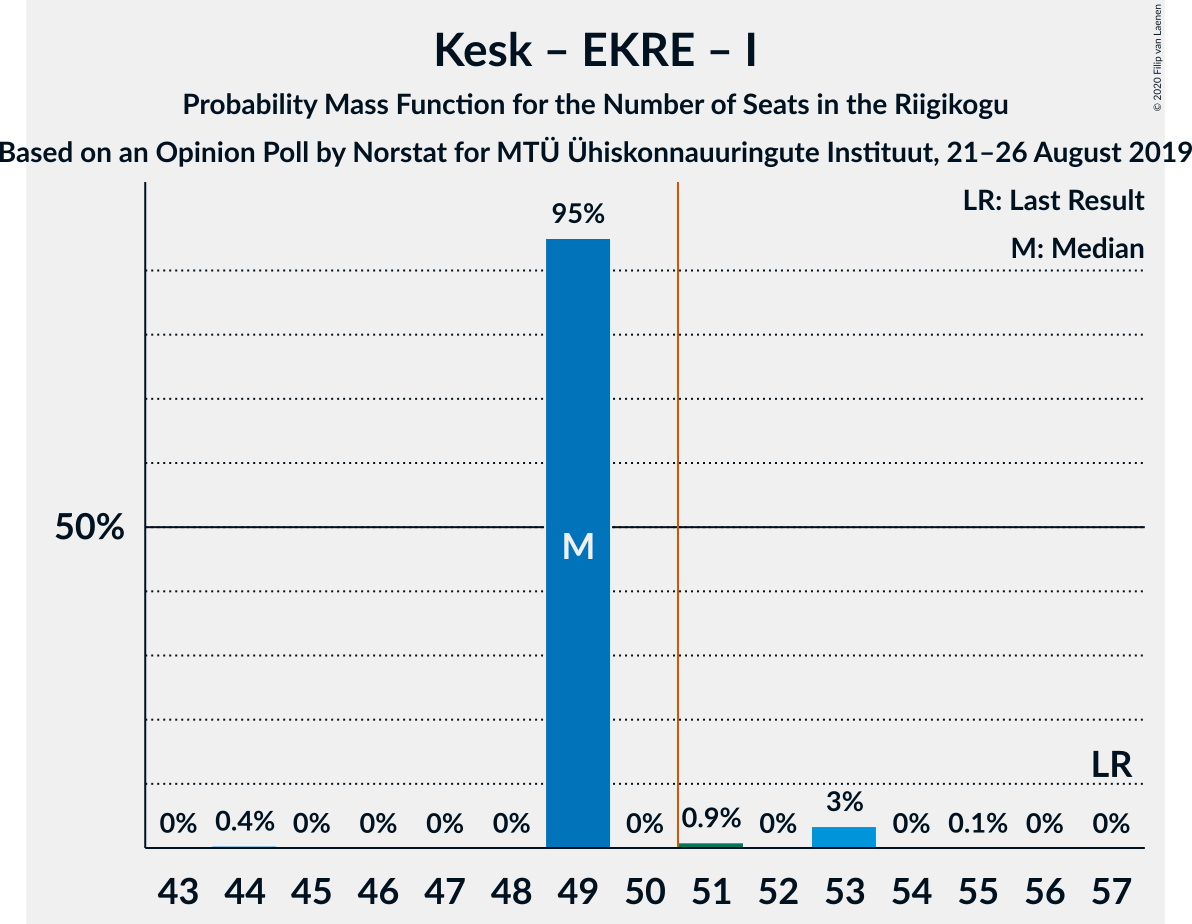 Kesk – EKRE – I
Probability Mass Function for the Number of Seats in the Riigikogu
Based on an Opinion Poll by Norstat for MTÜ Ühiskonnauuringute Instituut, 21–26 August 2019
© 2020 Filip van Laenen
LR: Last Result
M: Median
95%
50%
M
LR
0% 0.4% 0% 0% 0% 0% 0% 0.9% 0% 3% 0% 0.1% 0% 0%
43 44 45 46 47 48 49 50 51 52 53 54 55 56 57